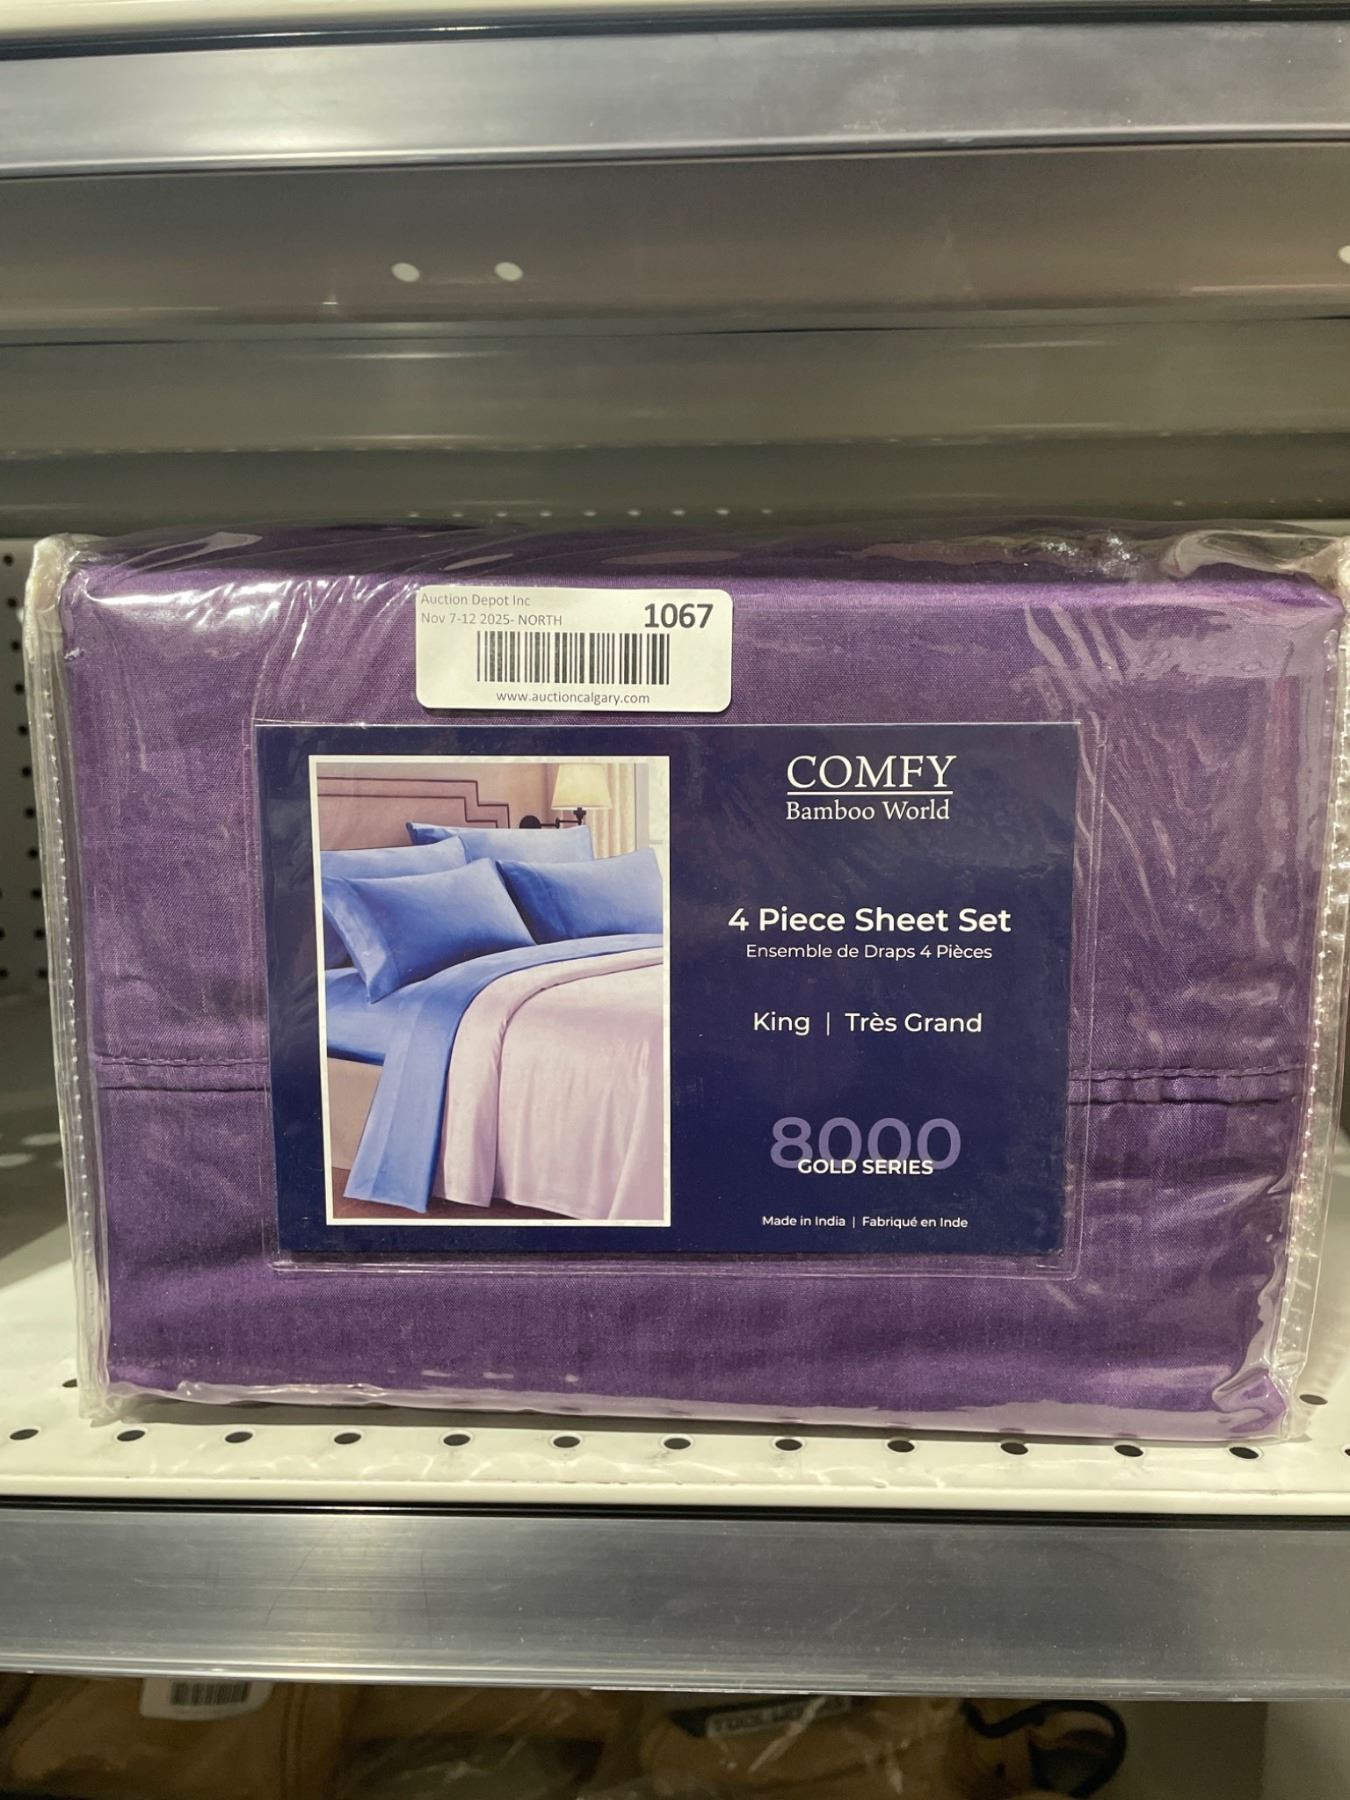 Auction Depot Inc
Nov 7-12 2025- NORTH
1067
www.auctioncalgary.com
COMFY
Bamboo World
4 Piece Sheet Set
Ensemble de Draps 4 Pièces
King | Très Grand
8000
GOLD SERIES
Made in India | Fabriqué en Inde